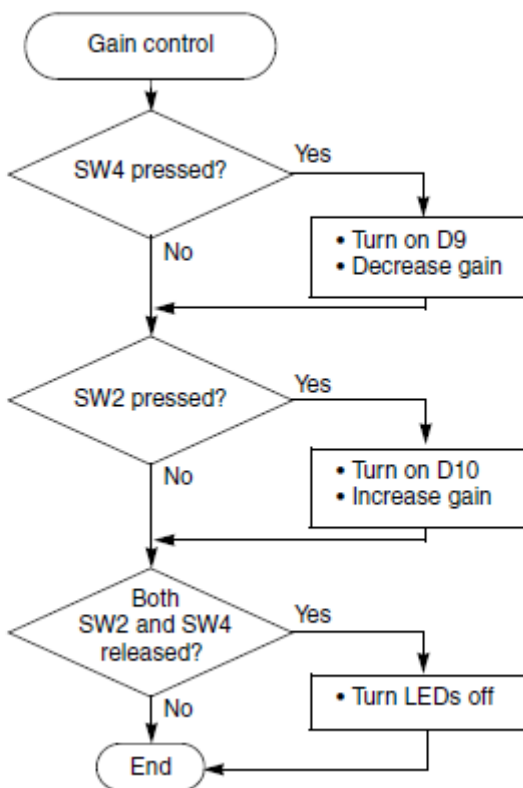 Gain control
SW4 pressed?
Yes
• Turn on D9
• Decrease gain
No
SW2 pressed?
Yes
• Turn on D10
• Increase gain
No
Both
SW2 and SW4
released?
Yes
• Turn LEDs off
No
End